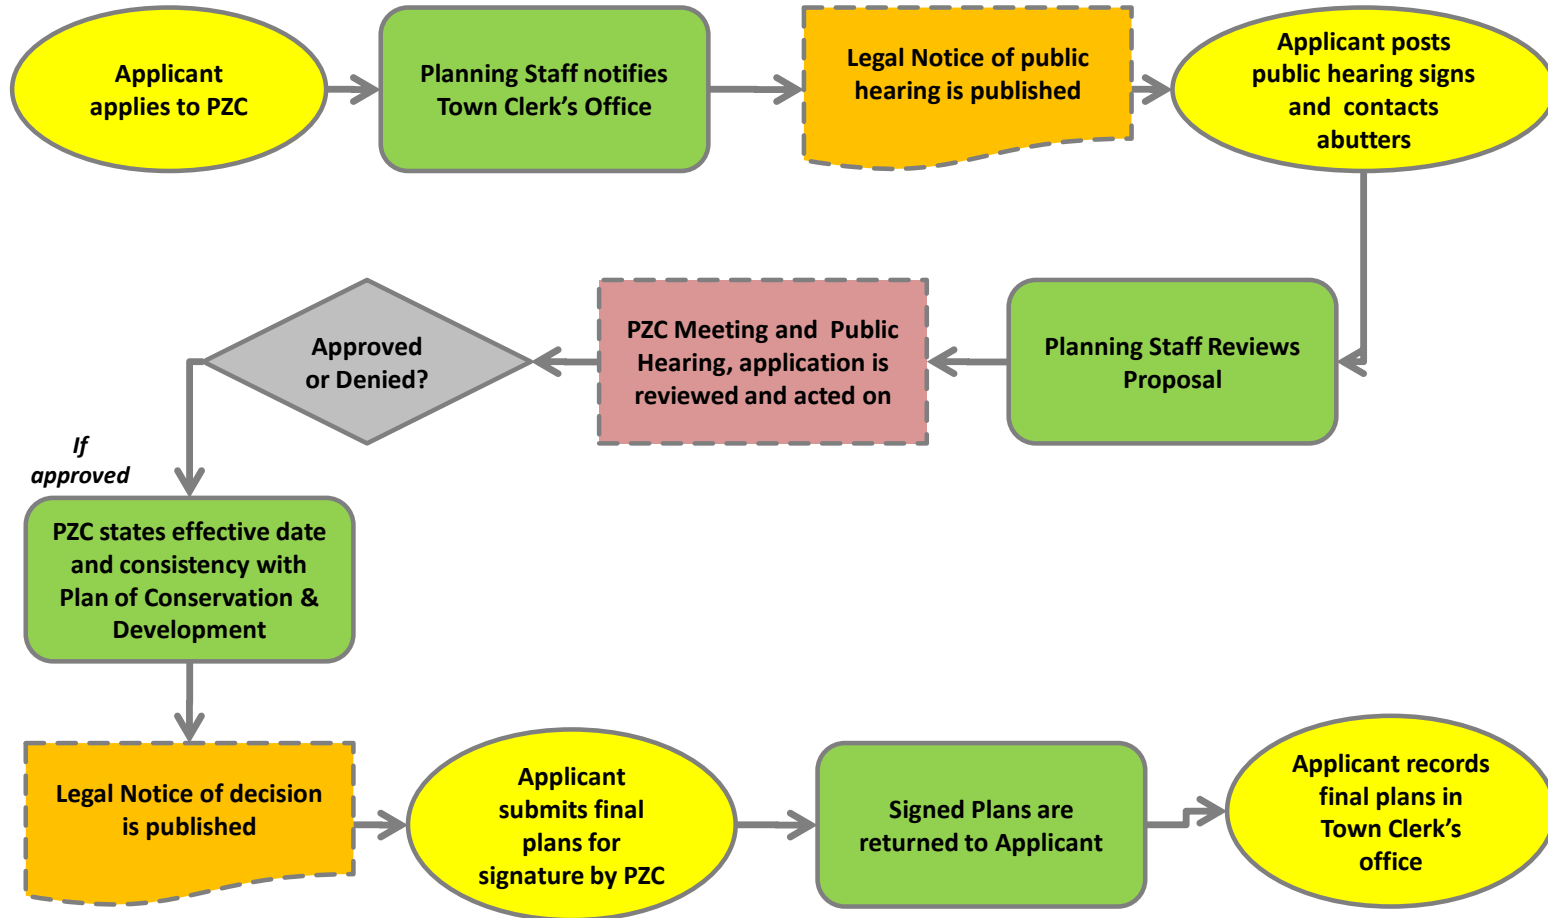 Applicant
applies to PZC
Planning Staff notifies
Town Clerk's Office
Legal Notice of public
hearing is published
Applicant posts
public hearing signs
and contacts
abutters
Planning Staff Reviews
Proposal
PZC Meeting and Public
Hearing, application is
reviewed and acted on
Approved
or Denied?
If
approved
PZC states effective date
and consistency with
Plan of Conservation &
Development
Legal Notice of decision
is published
Applicant
submits final
plans for
signature by PZC
Signed Plans are
returned to Applicant
Applicant records
final plans in
Town Clerk's
office